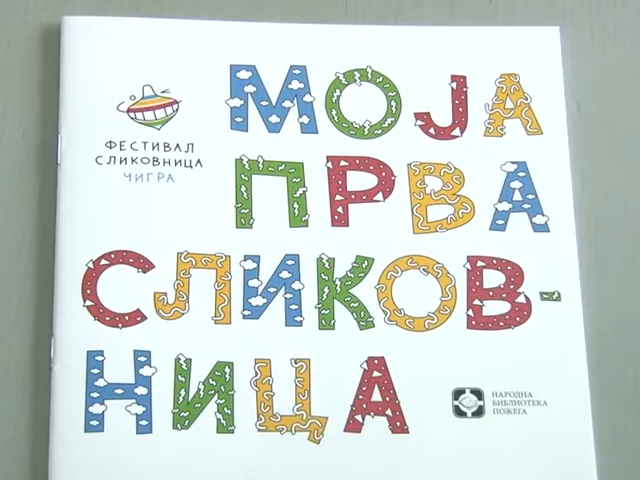 ФЕСТИВАЛ
СЛИКОВНИЦА
ЧИГРА
МОЈА
ПРВА
СЛИКОВ-
НИЦА
НАРОДНА
БИБЛИОТЕКА
ПОЖЕГА